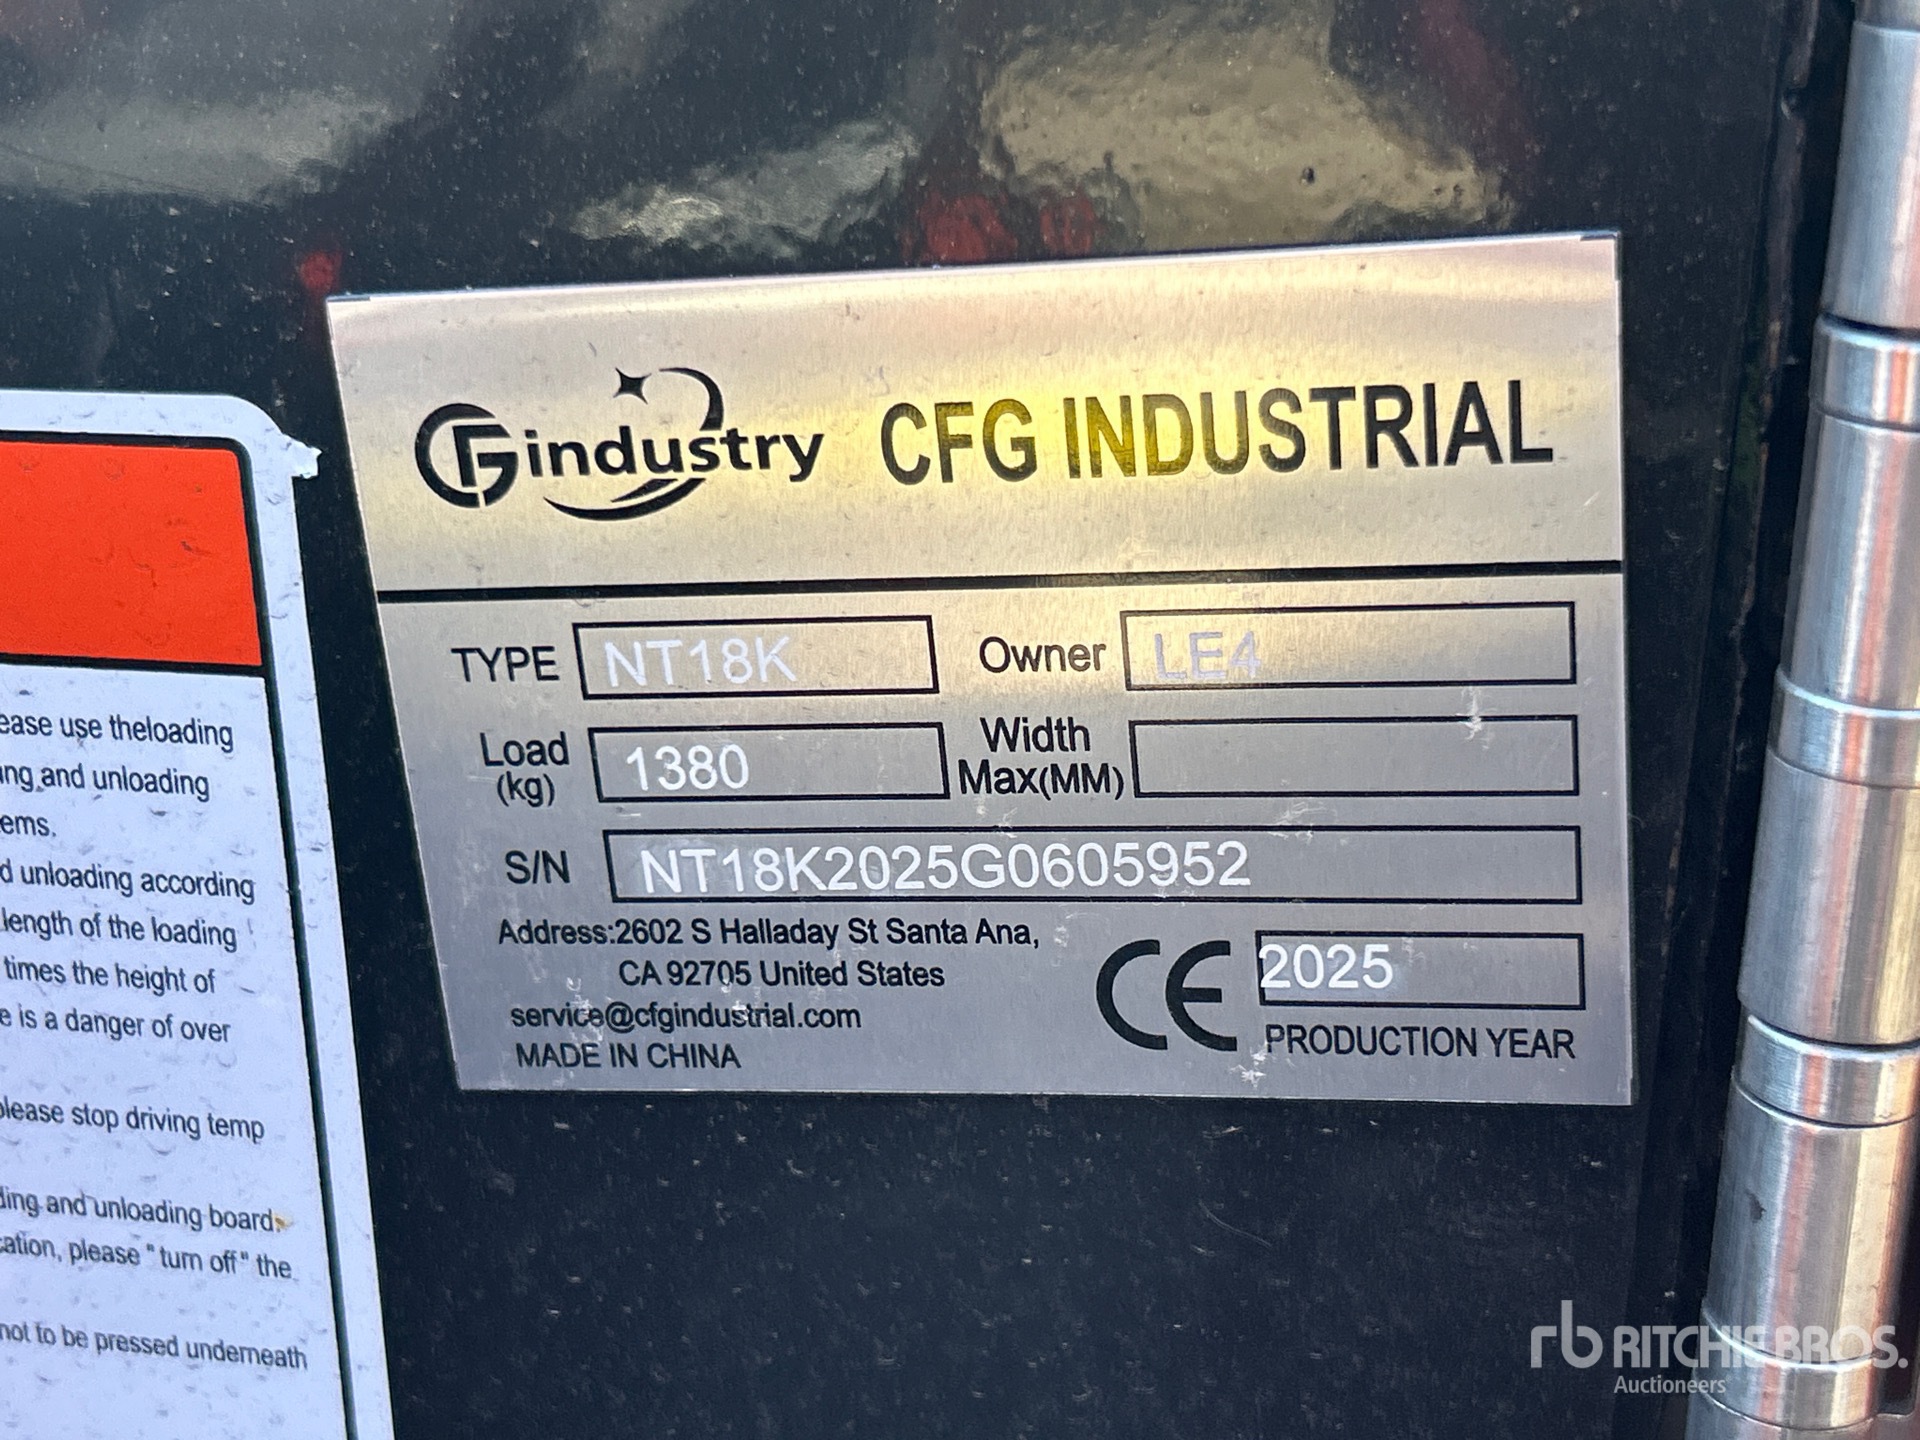 CFG industry CFG INDUSTRIAL
TYPE NT18K Owner LE4
Load (kg) 1380 Width Max(MM)
S/N NT18K2025G0605952
Address:2602 S Halladay St Santa Ana,
CA 92705 United States
service@cfgindustrial.com
MADE IN CHINA
CE 2025
PRODUCTION YEAR
ease use theloading
ing and unloading
ems.
d unloading according
length of the loading
times the height of
e is a danger of over
please stop driving temp
ding and unloading board.
cation, please "turn off" the
not to be pressed underneath
rb RITCHIE BROS.
Auctioneers